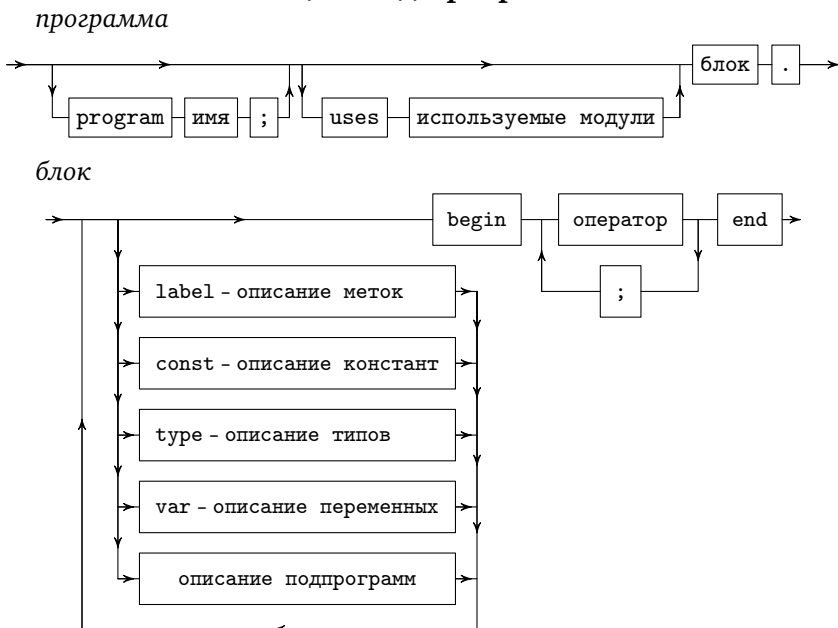 программа
блок .
program имя ; uses используемые модули
блок
begin оператор end
label – описание меток ;
const – описание констант
type – описание типов
var – описание переменных
описание подпрограмм